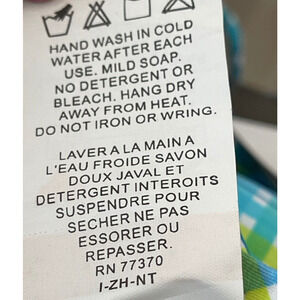 HAND WASH IN COLD
WATER AFTER EACH
USE. MILD SOAP.
NO DETERGENT OR
BLEACH. HANG DRY
AWAY FROM HEAT.
DO NOT IRON OR WRING.
LAVER A LA MAIN A
L'EAU FROIDE SAVON
DOUX JAVAL ET
DETERGENT INTEROITS
SUSPENDRE POUR
SECHER NE PAS
ESSORER OU
REPASSER.
RN 77370
I-ZH-NT